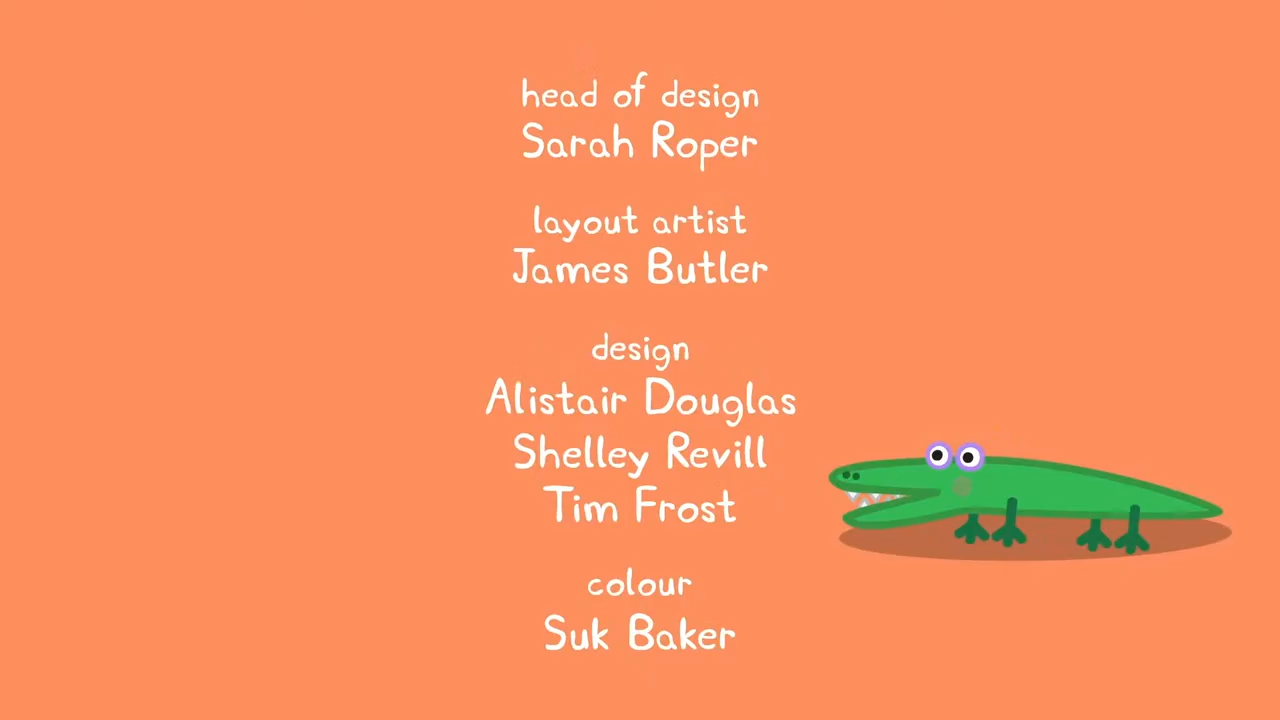 head of design
Sarah Roper
layout artist
James Butler
design
Alistair Douglas
Shelley Revill
Tim Frost
colour
Suk Baker